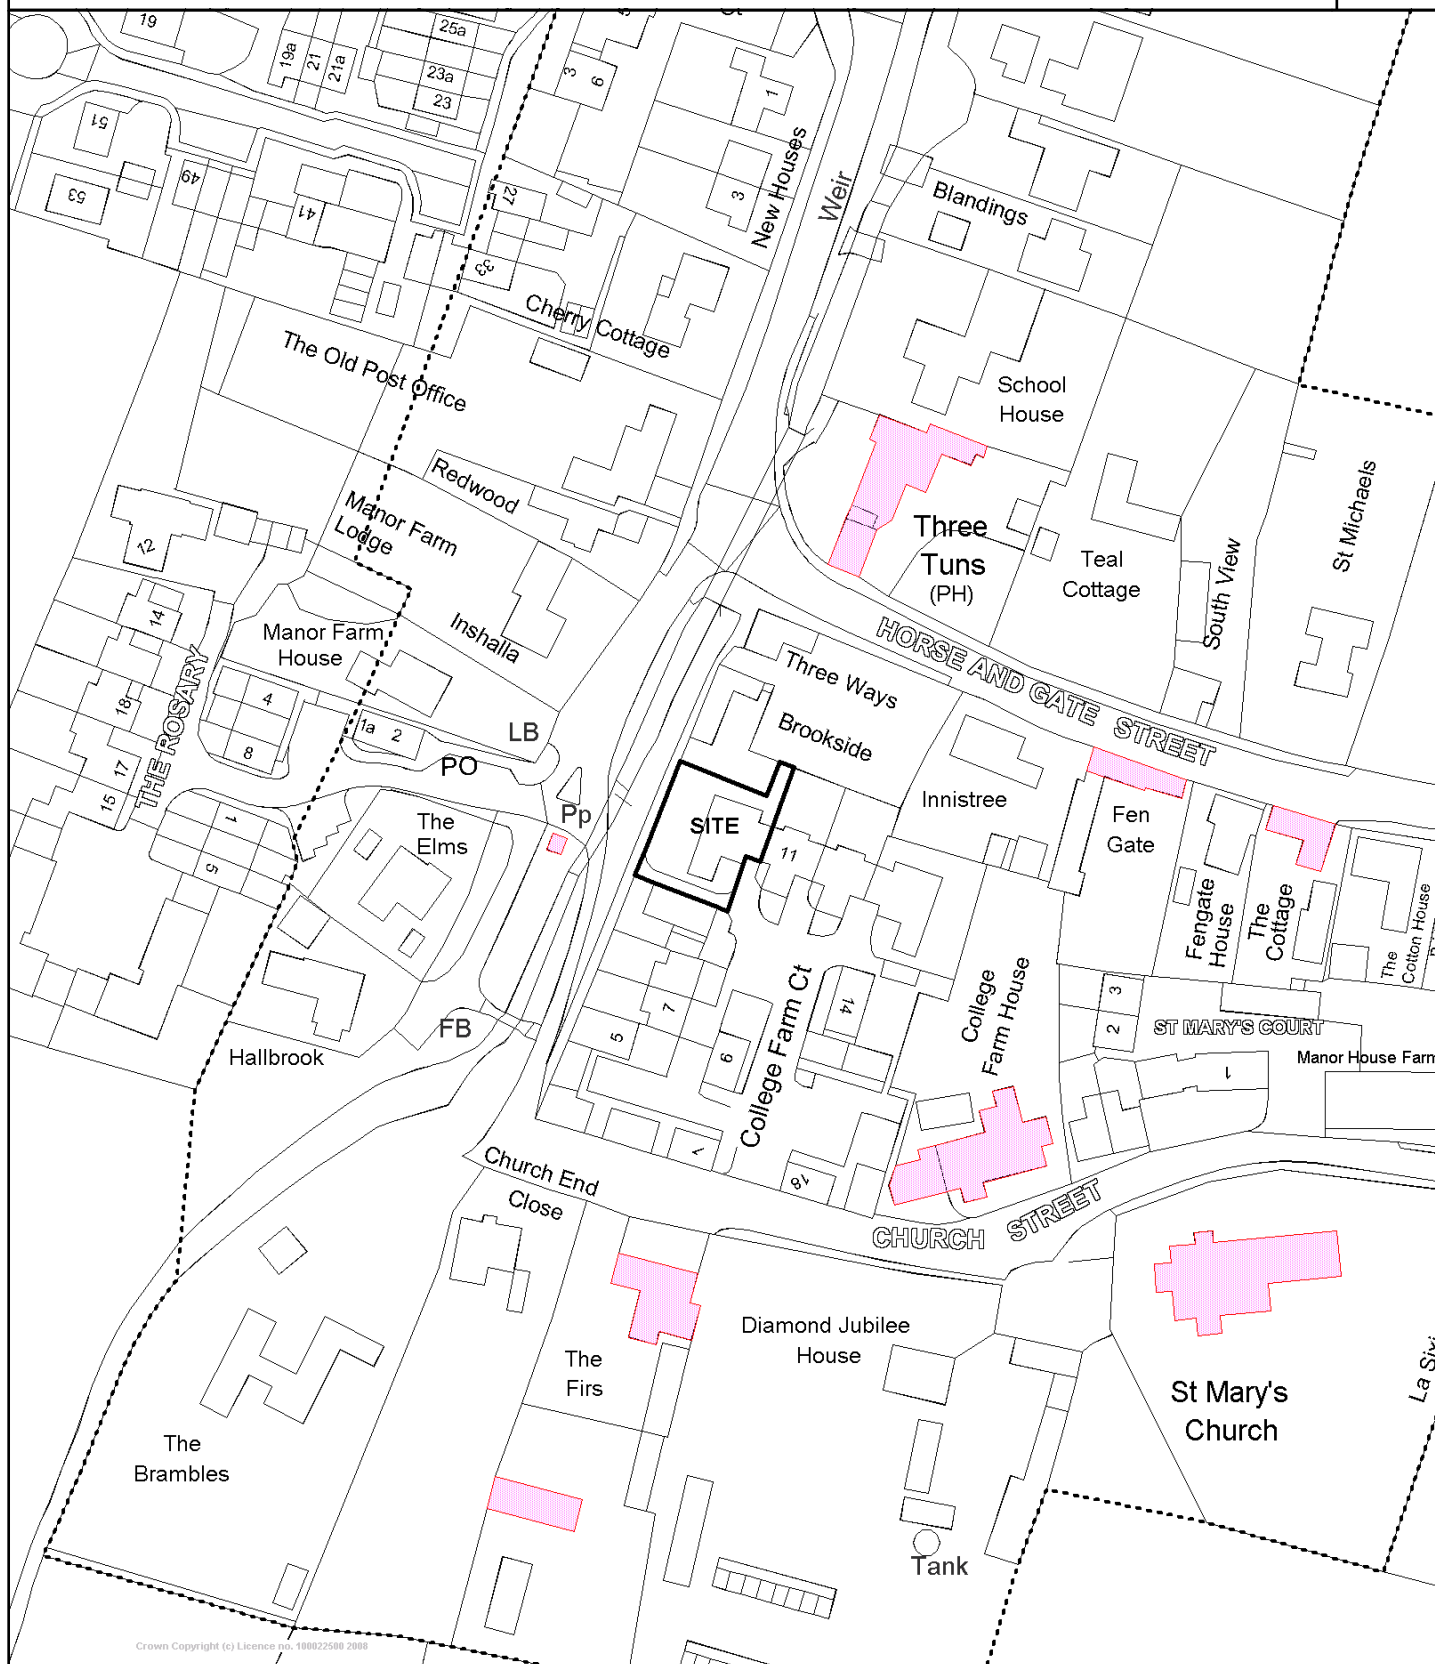 19
19a
21
21a
25a
23a
23
3
6
1
51
53
49
41
27
33
3
New Houses
Weir
Blandings
Cherry Cottage
The Old Post Office
School
House
Redwood
Manor Farm
Lodge
Three
Tuns
(PH)
Teal
Cottage
South View
St Michaels
12
14
Manor Farm
House
Inshalla
HORSE AND GATE STREET
THE ROSARY
18
4
8
1a
2
LB
PO
Three Ways
Brookside
17
15
1
5
The
Elms
Pp
SITE
11
Innistree
Fen
Gate
Fengate
House
The
Cottage
The
Cotton House
College
Farm House
College Farm Ct
14
7
5
6
3
2
ST MARY'S COURT
Manor House Farm
1
FB
Hallbrook
1
18
Church End
Close
CHURCH STREET
Diamond Jubilee
House
The
Firs
St Mary's
Church
The
Brambles
Tank
Crown Copyright (c) Licence no. 100022500 2008